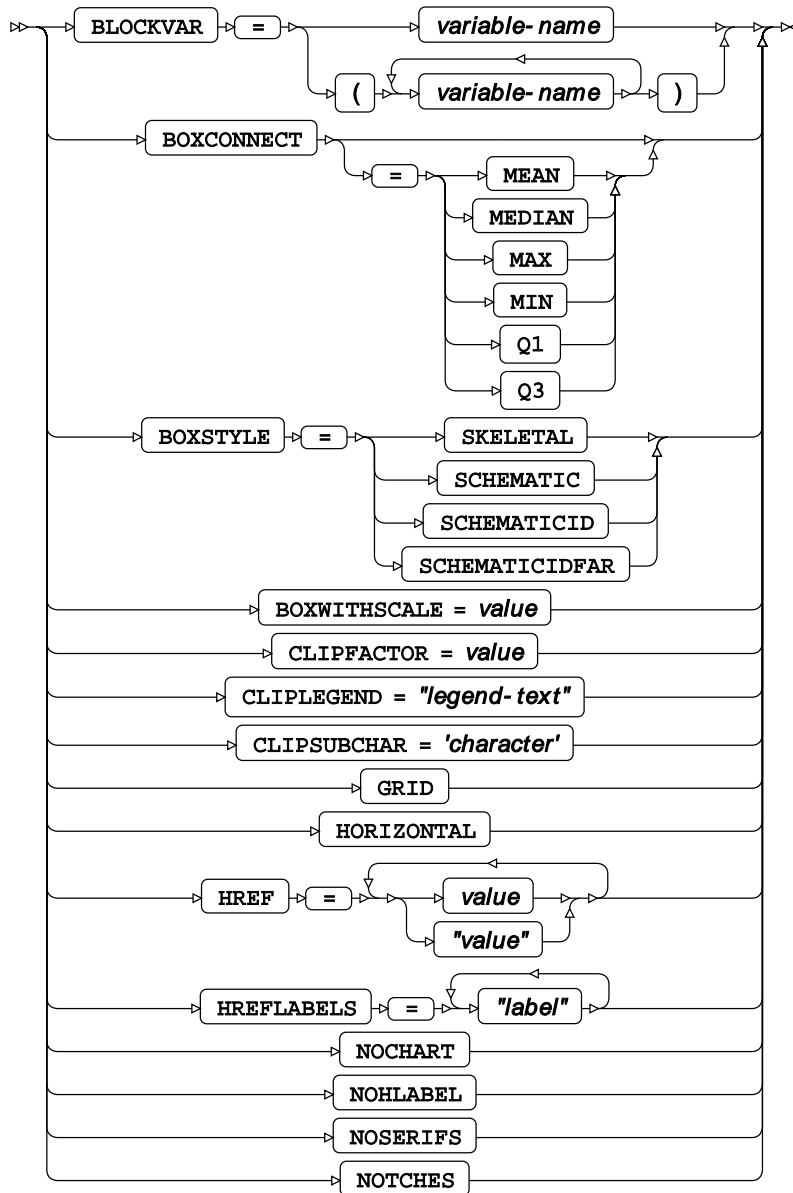 BLOCKVAR = variable-name
( variable-name )
BOXCONNECT
= MEAN
MEDIAN
MAX
MIN
Q1
Q3
BOXSTYLE = SKELETAL
SCHEMATIC
SCHEMATICID
SCHEMATICIDFAR
BOXWITHSCALE = value
CLIPFACTOR = value
CLIPLEGEND = "legend-text"
CLIPSUBCHAR = 'character'
GRID
HORIZONTAL
HREF = value
"value"
HREFLABELS = "label"
NOCHART
NOHLABEL
NOSERIFS
NOTCHES